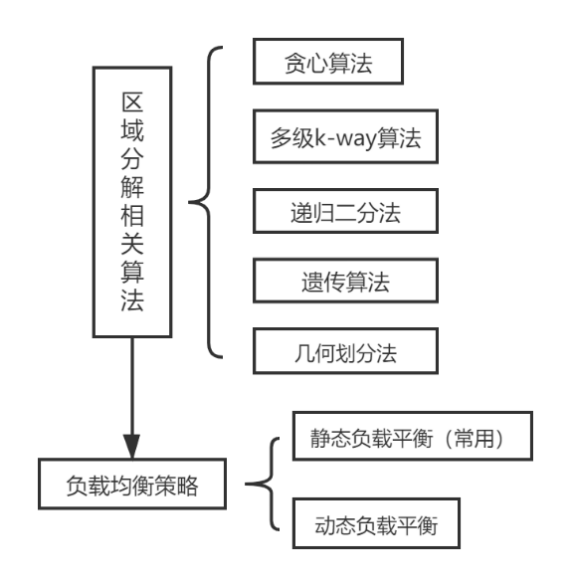 区域分解相关算法
贪心算法
多级k-way算法
递归二分法
遗传算法
几何划分法
负载均衡策略
静态负载平衡（常用）
动态负载平衡